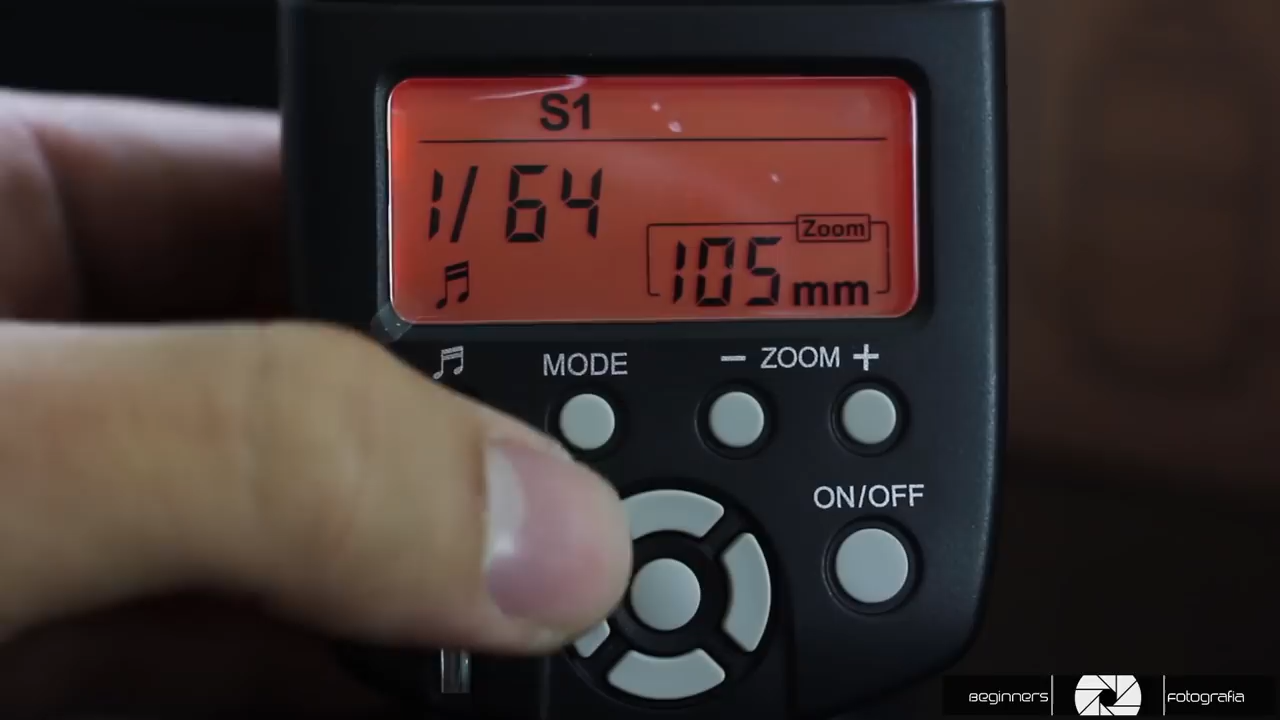 S1
1/64
Zoom
105mm
MODE
− ZOOM +
ON/OFF
Beginners
fotografia